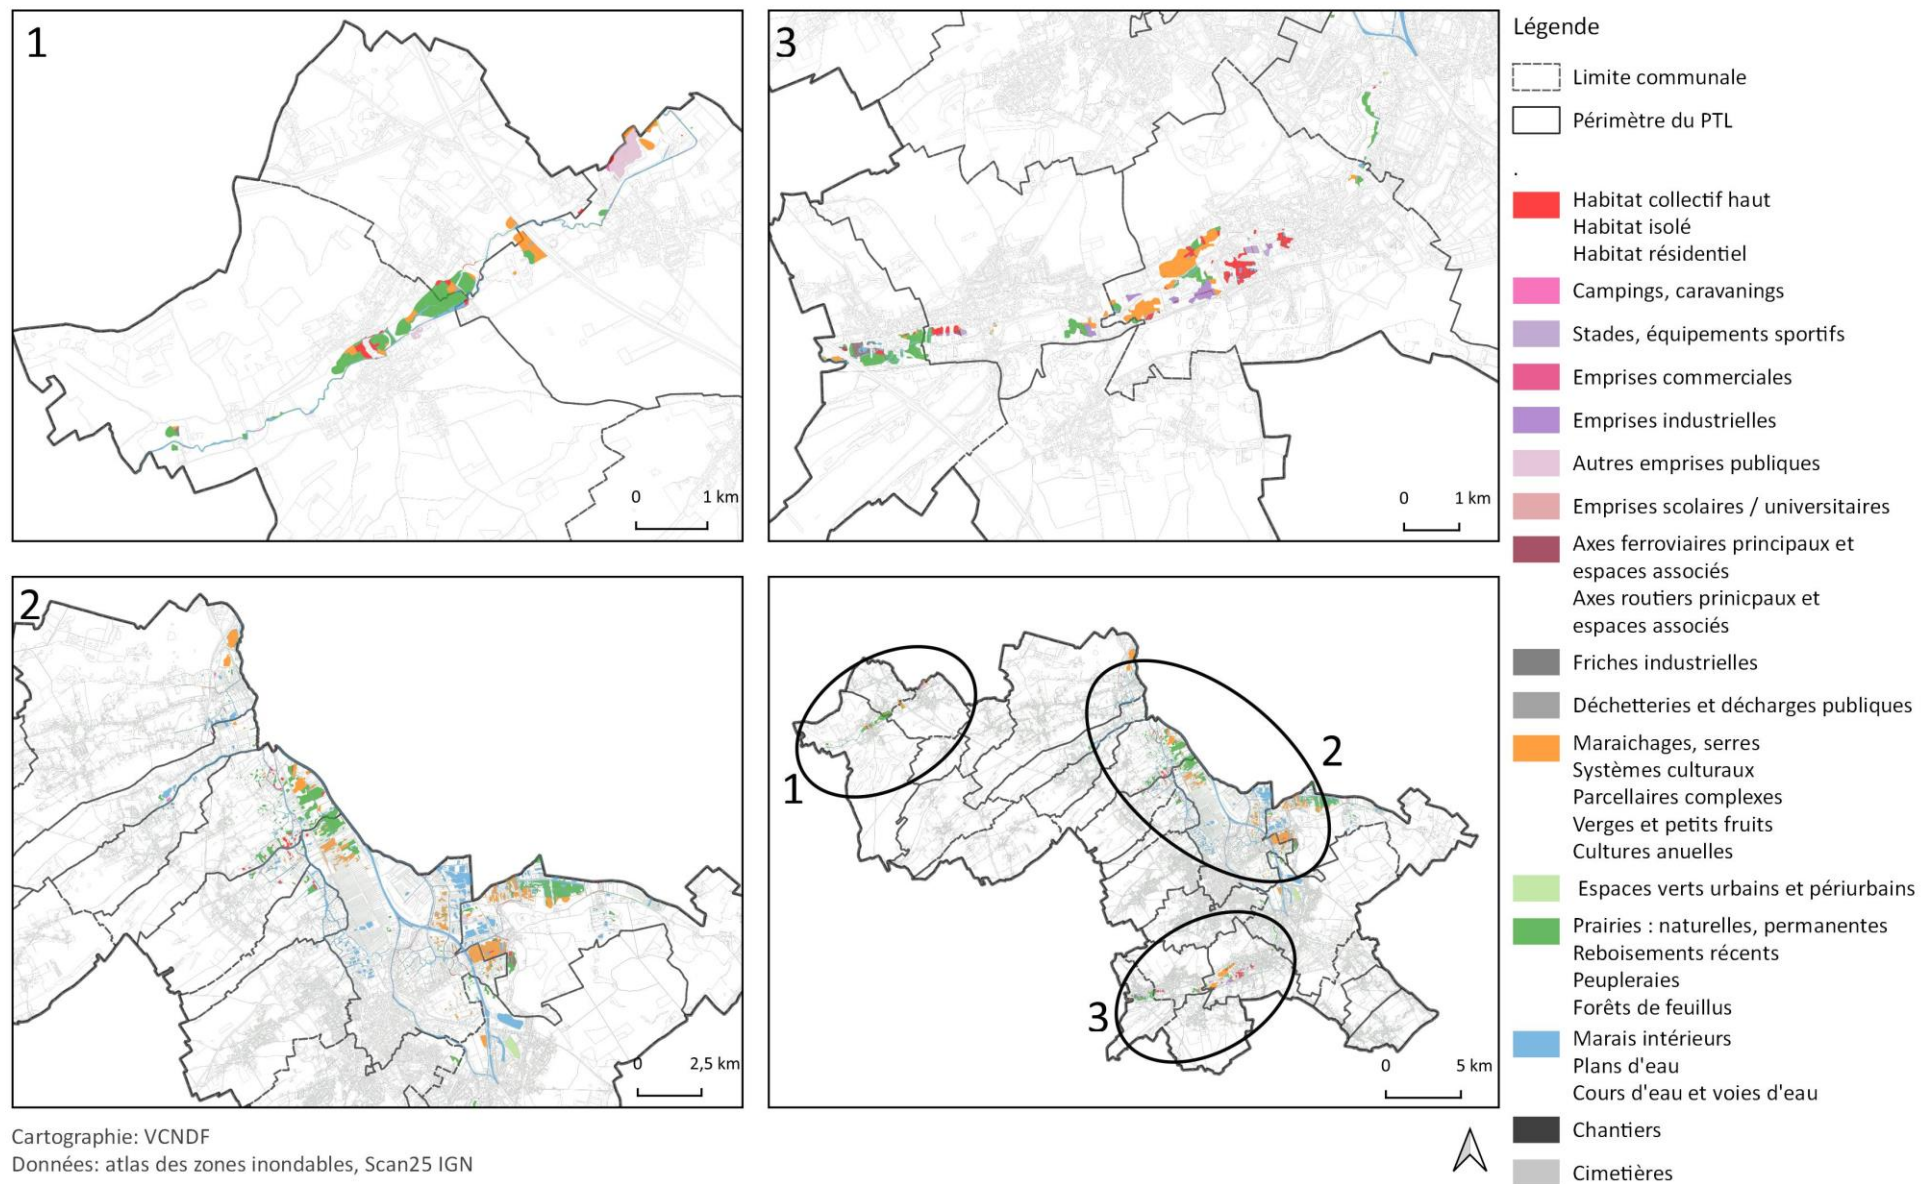 1
0
1 km
3
0
1 km
2
0
2,5 km
1
2
3
0
5 km
Légende
Limite communale
Périmètre du PTL
.
Habitat collectif haut
Habitat isolé
Habitat résidentiel
Campings, caravanings
Stades, équipements sportifs
Emprises commerciales
Emprises industrielles
Autres emprises publiques
Emprises scolaires / universitaires
Axes ferroviaires principaux et
espaces associés
Axes routiers prinicpaux et
espaces associés
Friches industrielles
Déchetteries et décharges publiques
Maraichages, serres
Systèmes culturaux
Parcellaires complexes
Verges et petits fruits
Cultures anuelles
Espaces verts urbains et périurbains
Prairies : naturelles, permanentes
Reboisements récents
Peupleraies
Forêts de feuillus
Marais intérieurs
Plans d'eau
Cours d'eau et voies d'eau
Chantiers
Cimetières
Cartographie: VCNDF
Données: atlas des zones inondables, Scan25 IGN